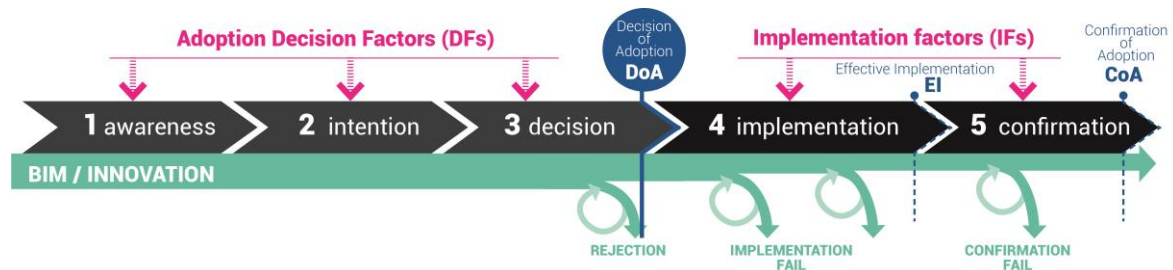 Adoption Decision Factors (DFs)
Decision
of
Adoption
DoA
Implementation factors (IFs)
Effective Implementation
EI
Confirmation
of
Adoption
CoA
1 awareness
2 intention
3 decision
4 implementation
5 confirmation
BIM / INNOVATION
REJECTION
IMPLEMENTATION
FAIL
CONFIRMATION
FAIL